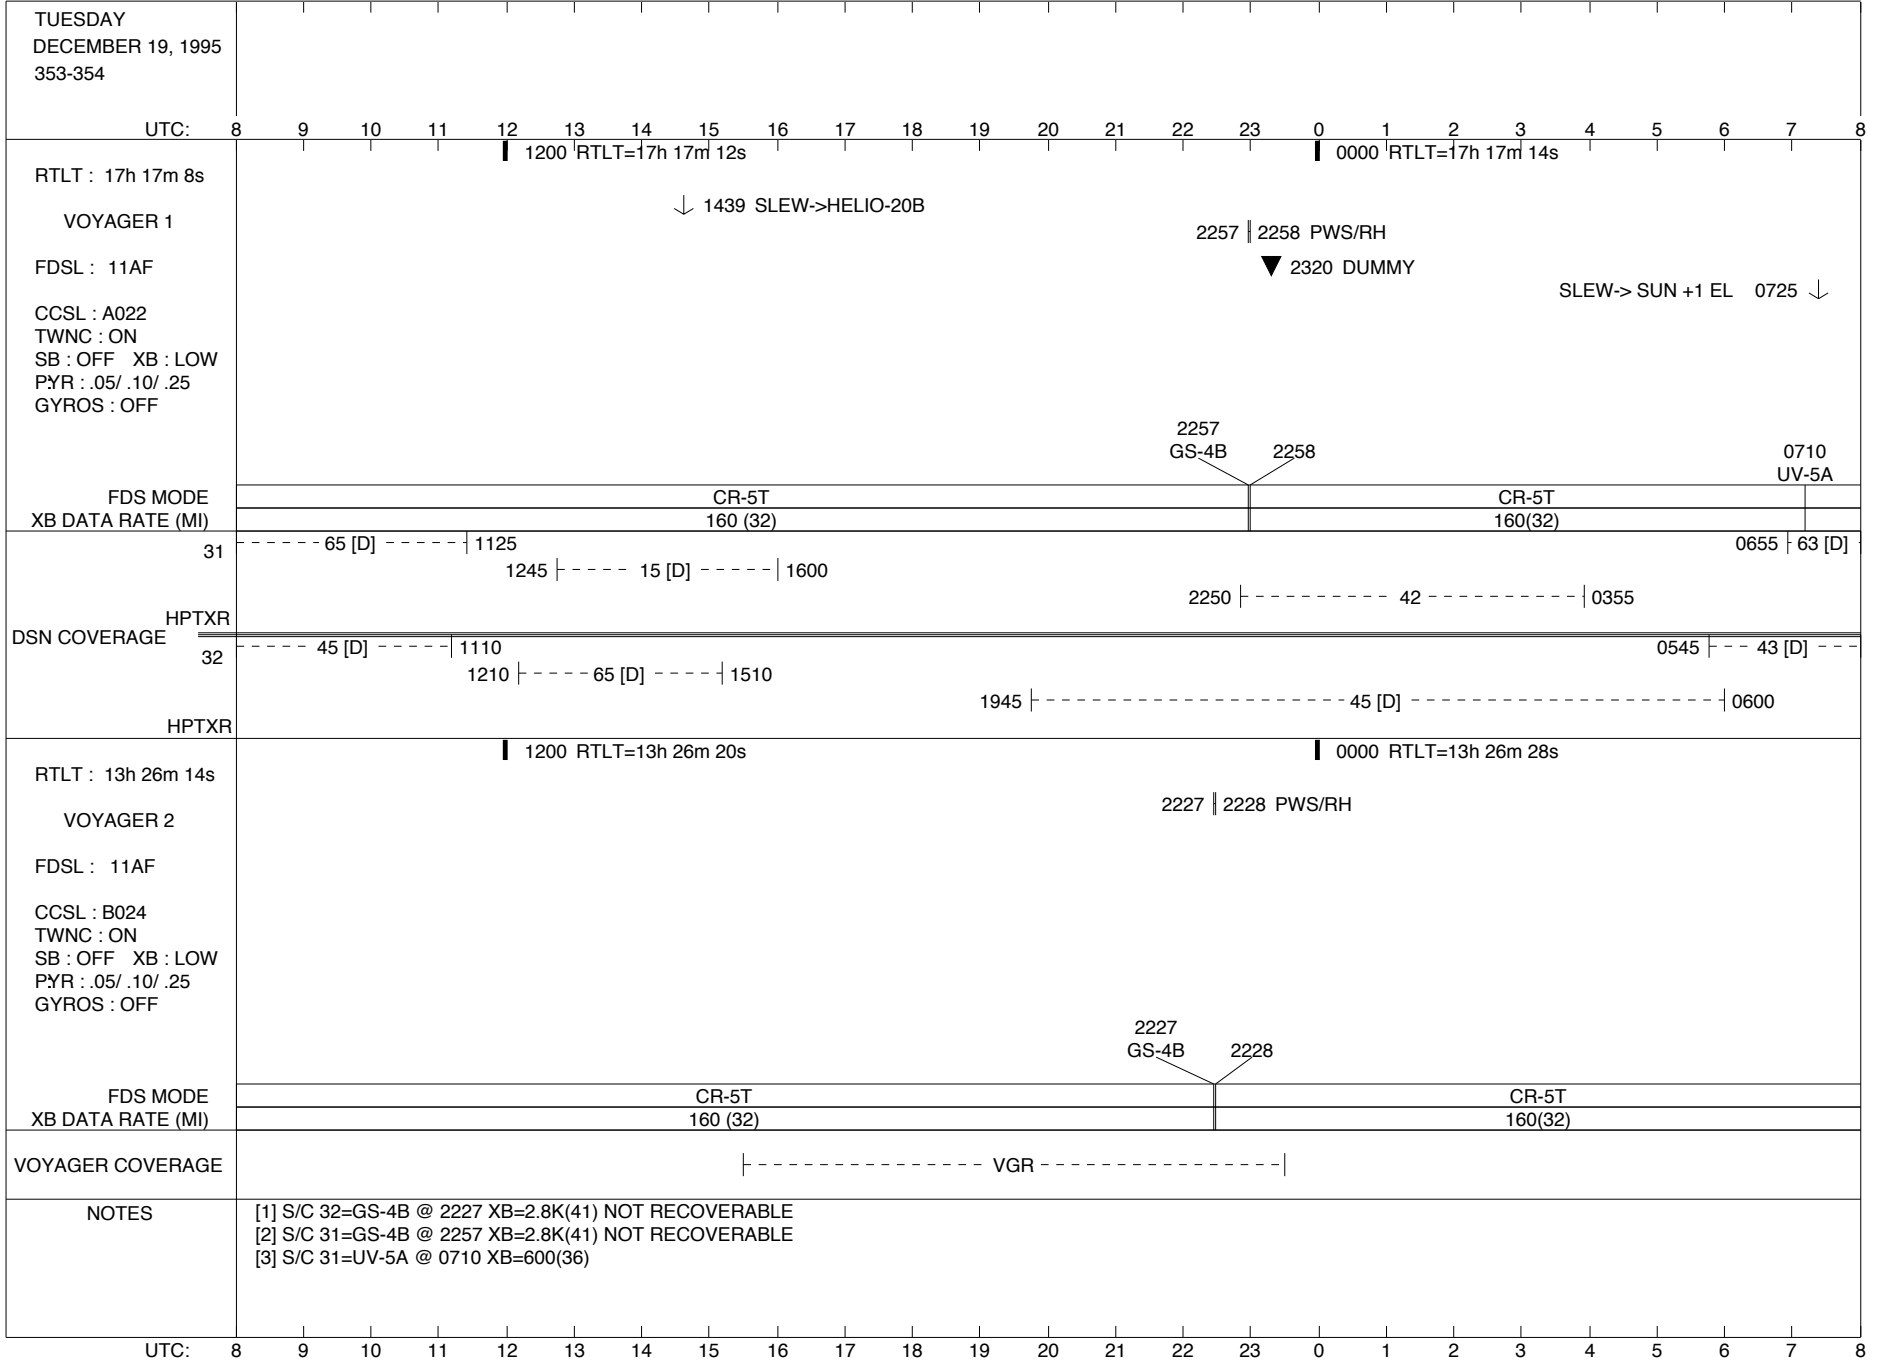 TUESDAY
DECEMBER 19, 1995
353-354
UTC: 8 9 10 11 12 13 14 15 16 17 18 19 20 21 22 23 0 1 2 3 4 5 6 7 8
1200 RTLT=17h 17m 12s 0000 RTLT=17h 17m 14s
RTLT : 17h 17m 8s
1439 SLEW->HELIO-20B
VOYAGER 1
2257 2258 PWS/RH
FDSL : 11AF
2320 DUMMY
SLEW-> SUN +1 EL 0725
CCSL : A022
TWNC : ON
SB : OFF XB : LOW
P:YR : .05/ .10/ .25
GYROS : OFF
2257
GS-4B 2258 0710
UV-5A
FDS MODE CR-5T CR-5T
XB DATA RATE (MI) 160 (32) 160(32)
31 65 [D] 1125 0655 63 [D]
1245 15 [D] 1600
2250 42 0355
HPTXR
DSN COVERAGE
32 45 [D] 1110 0545 43 [D]
1210 65 [D] 1510
1945 45 [D] 0600
HPTXR
1200 RTLT=13h 26m 20s 0000 RTLT=13h 26m 28s
RTLT : 13h 26m 14s
2227 2228 PWS/RH
VOYAGER 2
FDSL : 11AF
CCSL : B024
TWNC : ON
SB : OFF XB : LOW
P:YR : .05/ .10/ .25
GYROS : OFF
2227
GS-4B 2228
FDS MODE CR-5T CR-5T
XB DATA RATE (MI) 160 (32) 160(32)
VOYAGER COVERAGE VGR
NOTES
[1] S/C 32=GS-4B @ 2227 XB=2.8K(41) NOT RECOVERABLE
[2] S/C 31=GS-4B @ 2257 XB=2.8K(41) NOT RECOVERABLE
[3] S/C 31=UV-5A @ 0710 XB=600(36)
UTC: 8 9 10 11 12 13 14 15 16 17 18 19 20 21 22 23 0 1 2 3 4 5 6 7 8